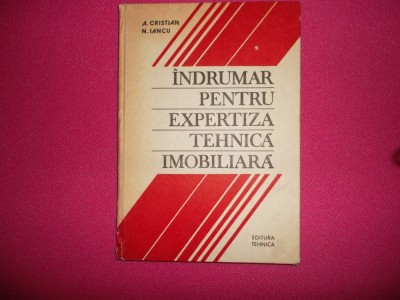 A. CRISTIAN
N. IANCU
ÎNDRUMAR
PENTRU
EXPERTIZA
TEHNICĂ
IMOBILIARĂ
EDITURA
TEHNICĂ